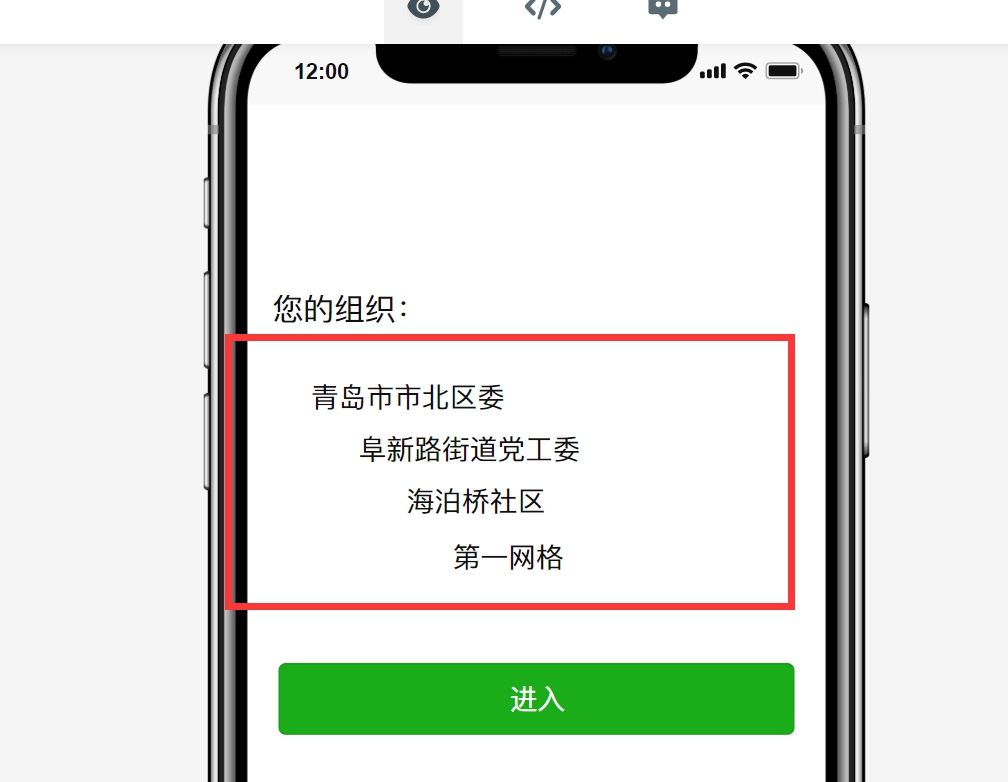 12:00
您的组织：
青岛市市北区委
阜新路街道党工委
海泊桥社区
第一网格
进入